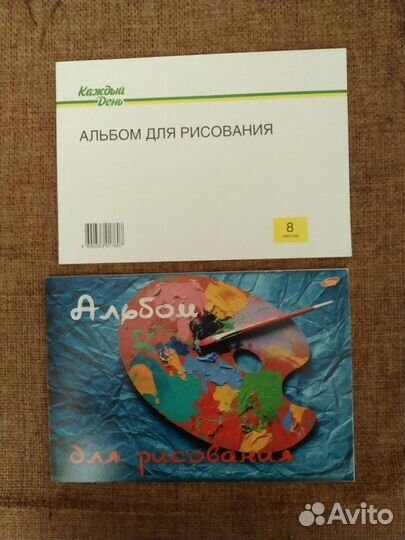 Каждый
День
АЛЬБОМ ДЛЯ РИСОВАНИЯ
8
листов
Альбом
для рисования
Avito